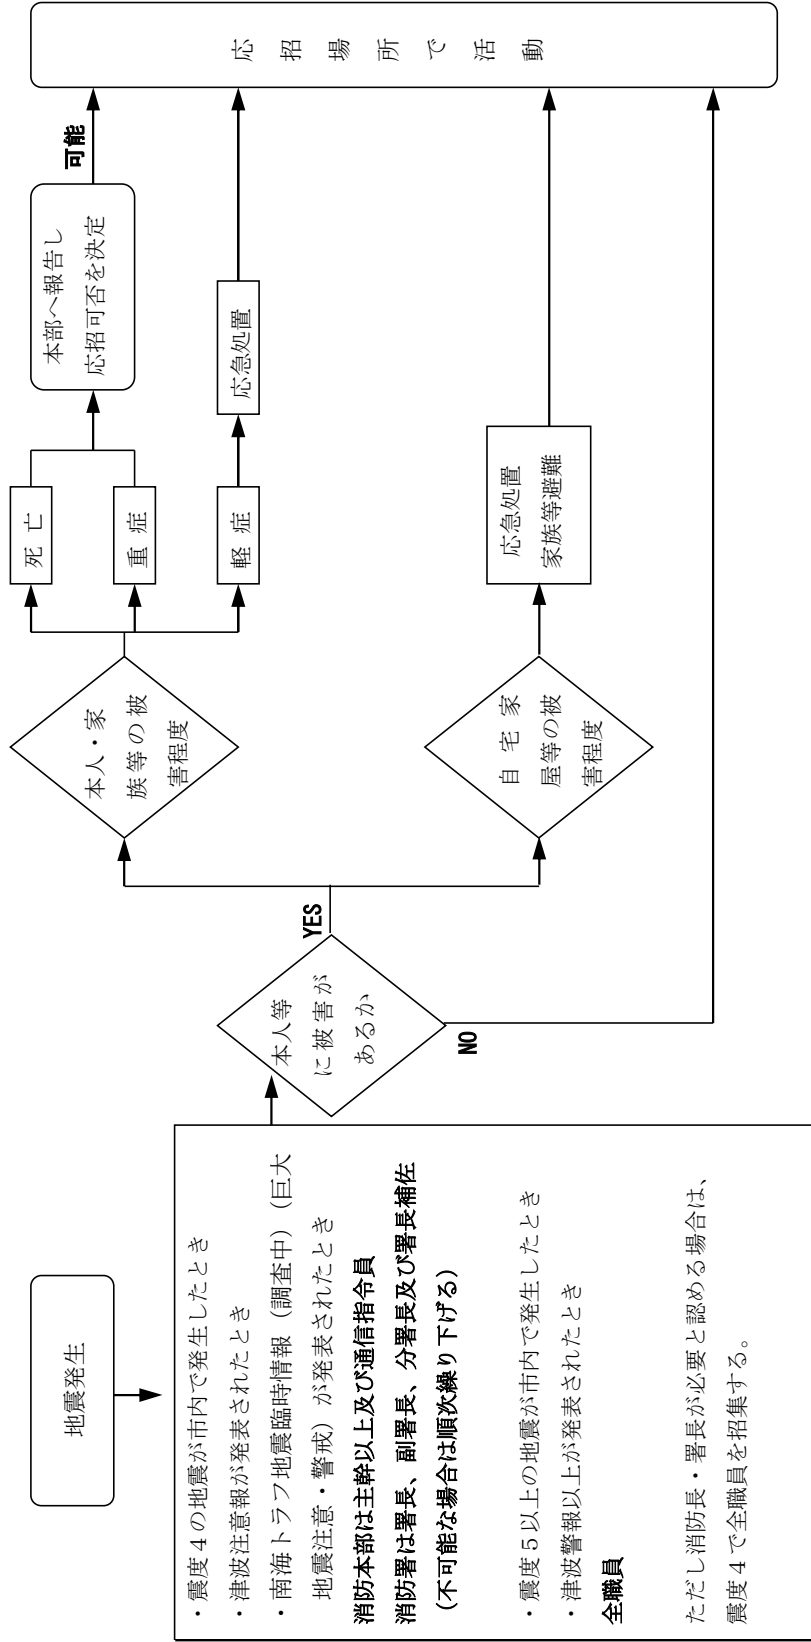 地震発生
・震度４の地震が市内で発生したとき
・津波注意報が発表されたとき
・南海トラフ地震臨時情報（調査中）（巨大
地震注意・警戒）が発表されたとき
消防本部は主幹以上及び通信指令員
消防署は署長、副署長、分署長及び署長補佐
（不可能な場合は順次繰り下げる）
・震度５以上の地震が市内で発生したとき
・津波警報以上が発表されたとき
全職員
ただし消防長・署長が必要と認める場合は、
震度４で全職員を招集する。
本人等
に被害が
あるか
YES
NO
本人・家
族等の被
害程度
死亡
重症
軽症
本部へ報告し
応招可否を決定
可能
応急処置
自宅家
屋等の被
害程度
応急処置
家族等避難
応招場所で活動